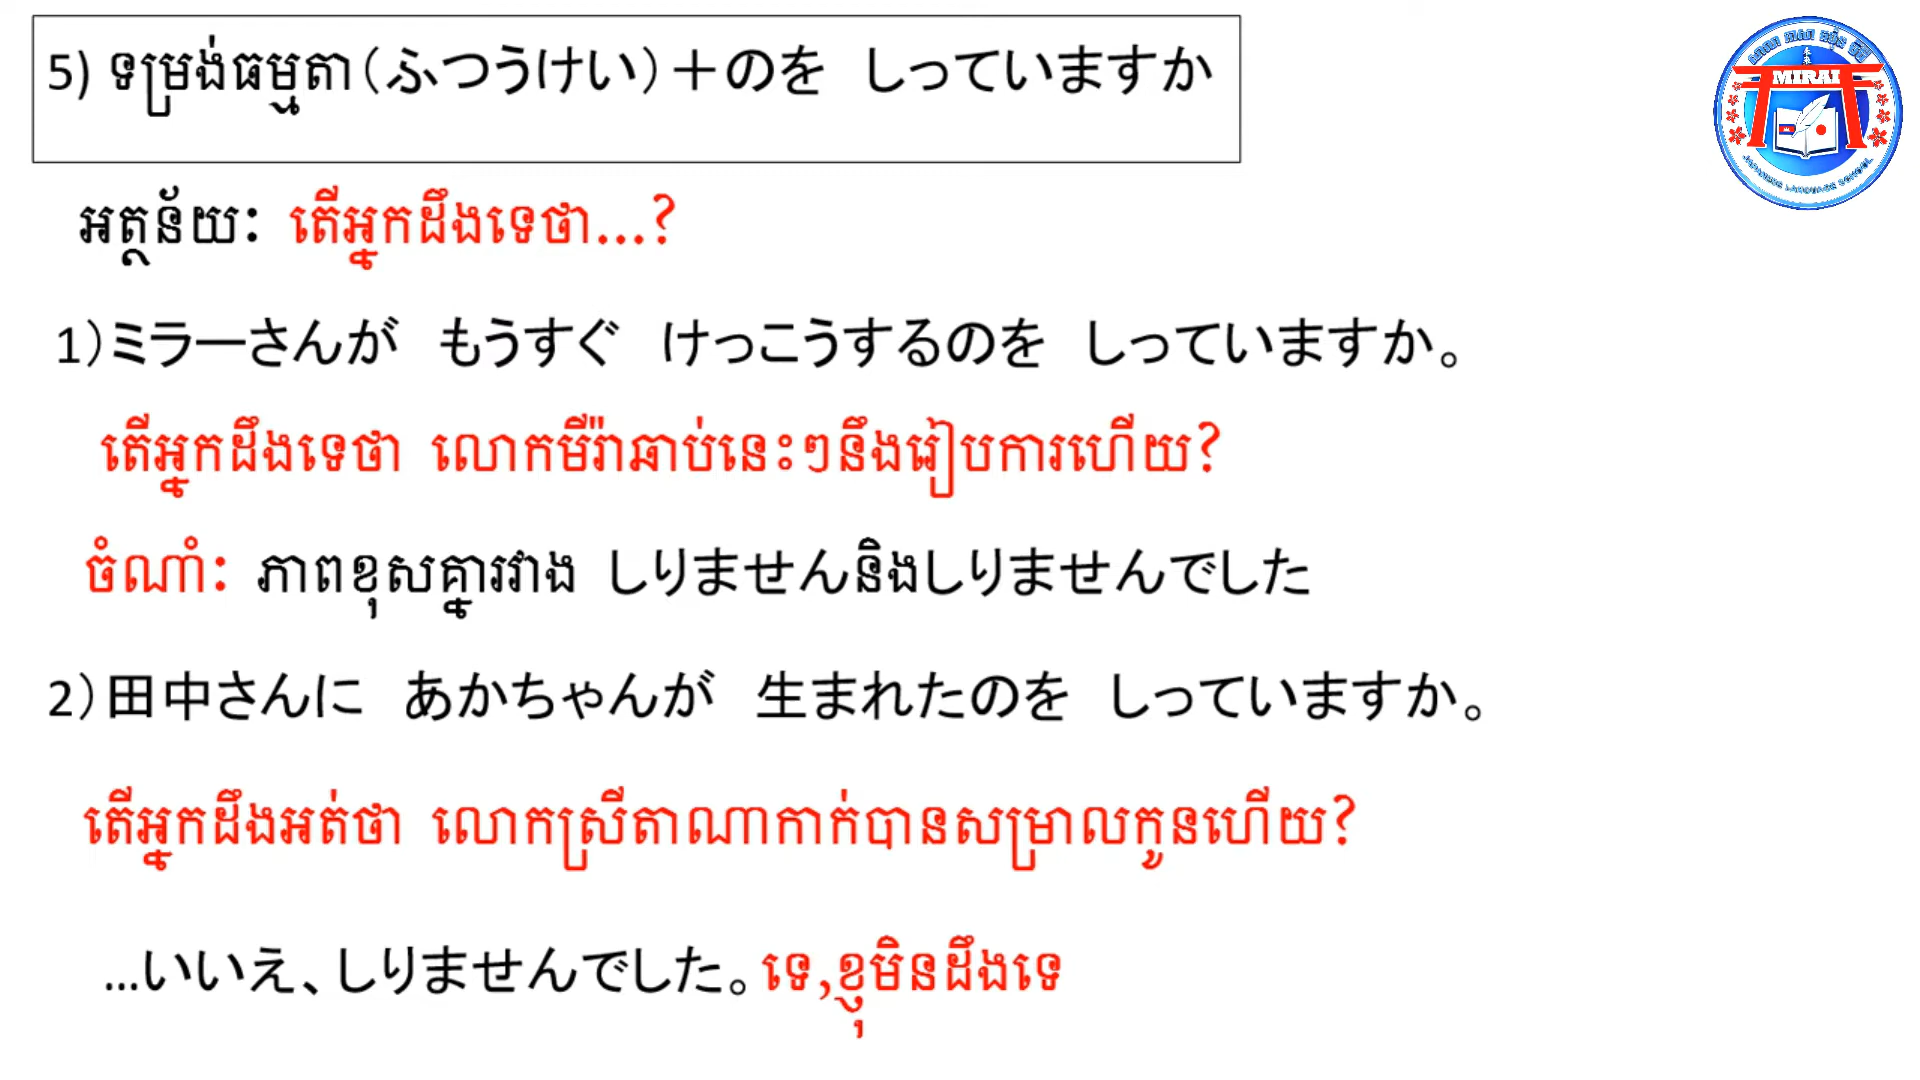 5) ទម្រង់ធម្មតា（ふつうけい）＋のを　しっていますか
MIRAI
JAPANESE LANGUAGE SCHOOL
អត្ថន័យ៖ តើអ្នកដឹងទេថា...?
1）ミラーさんが　もうすぐ　けっこうするのを　しっていますか。
តើអ្នកដឹងទេថា លោកមីរ៉ាឆាប់នេះៗនឹងរៀបការហើយ?
ចំណាំ៖ ភាពខុសគ្នារវាង しりませんនិងしりませんでした
2）田中さんに　あかちゃんが　生まれたのを　しっていますか。
តើអ្នកដឹងអត់ថា លោកស្រីតាណាកាក់បានសម្រាលកូនហើយ?
...いいえ、しりませんでした。ទេ,ខ្ញុំមិនដឹងទេ